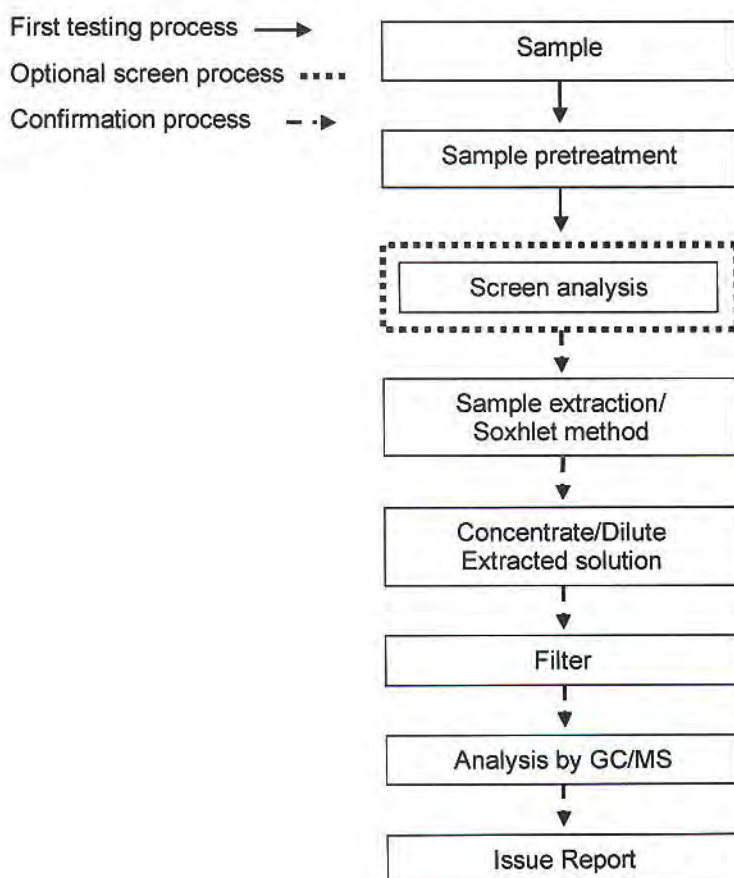 First testing process
Optional screen process
Confirmation process
Sample
Sample pretreatment
Screen analysis
Sample extraction/
Soxhlet method
Concentrate/Dilute
Extracted solution
Filter
Analysis by GC/MS
Issue Report